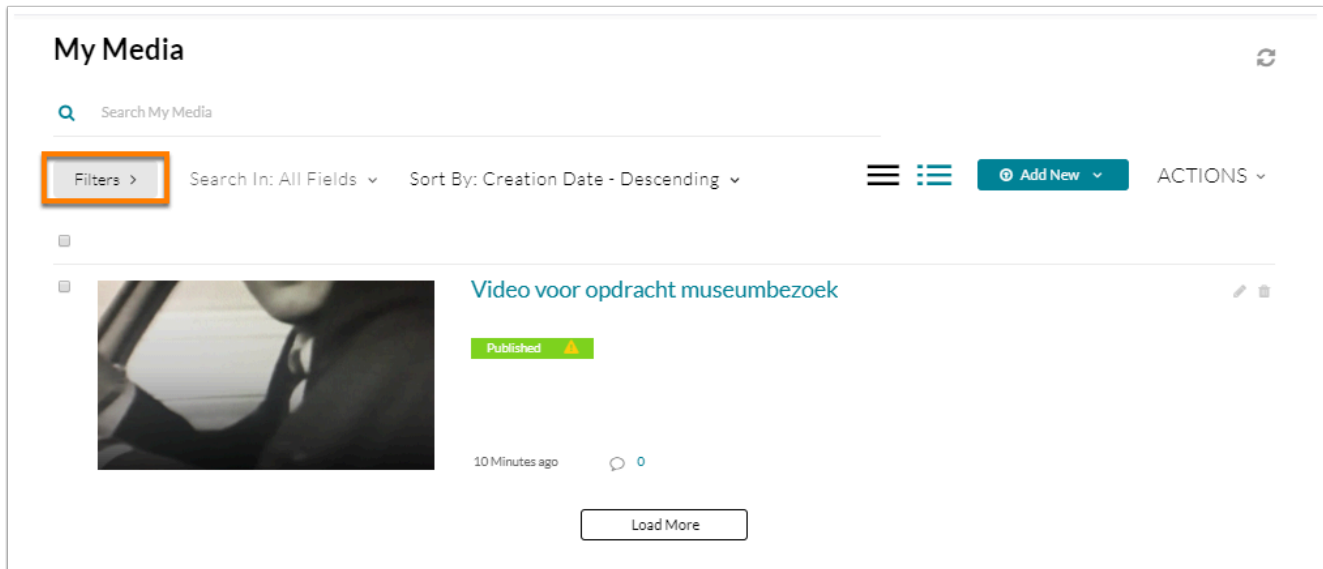 My Media
Search My Media
Filters >
Search In: All Fields
Sort By: Creation Date - Descending
Add New
ACTIONS
Video voor opdracht museumbezoek
Published
10 Minutes ago
0
Load More